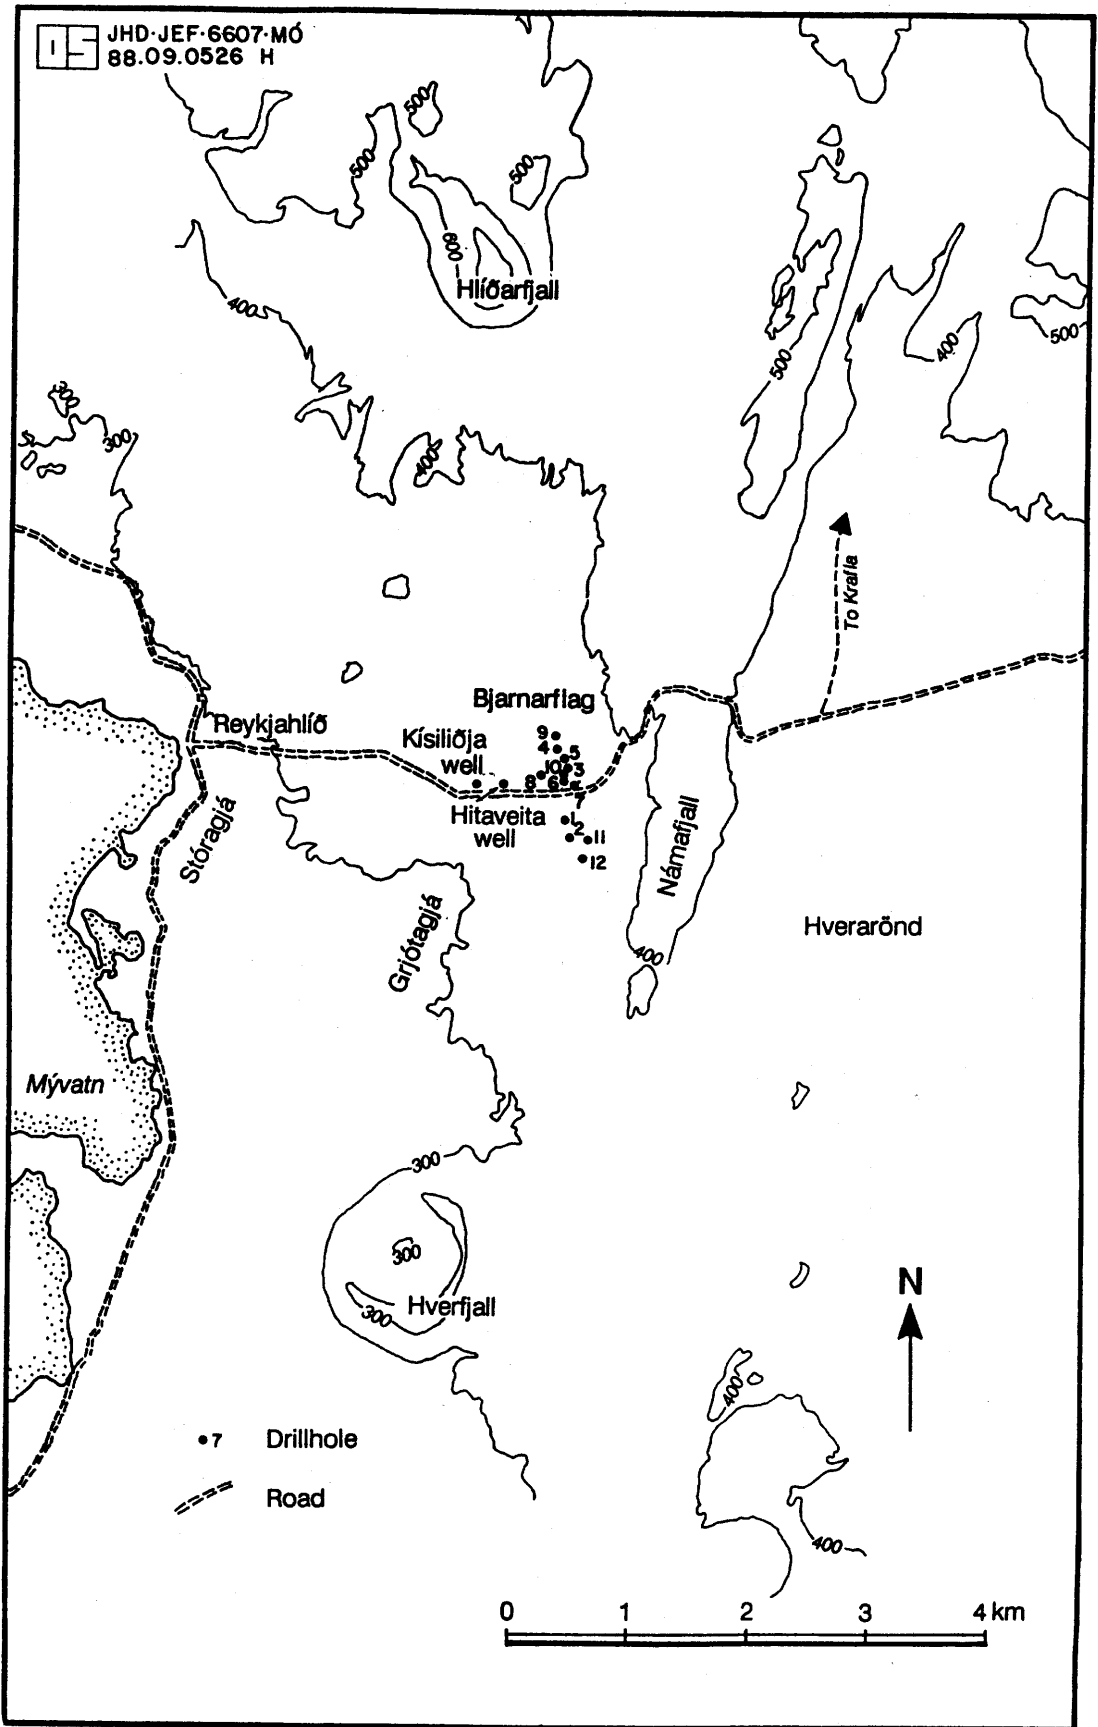 OS
JHD·JEF·6607·MÓ
88.09.0526 H
500
500
500
600
Hlíðarfjall
400
500
400
500
300
300
400
To Krafla
Bjarnarflag
Reykjahlíð
9
4
5
Kísiliðja
well
10
3
8
6
7
Hitaveita
well
1
2
11
12
Stóragjá
Námafjall
Grjótagjá
Hverarönd
400
Mývatn
300
300
300
Hverfjall
N
400
400
7 Drillhole
Road
0 1 2 3 4 km